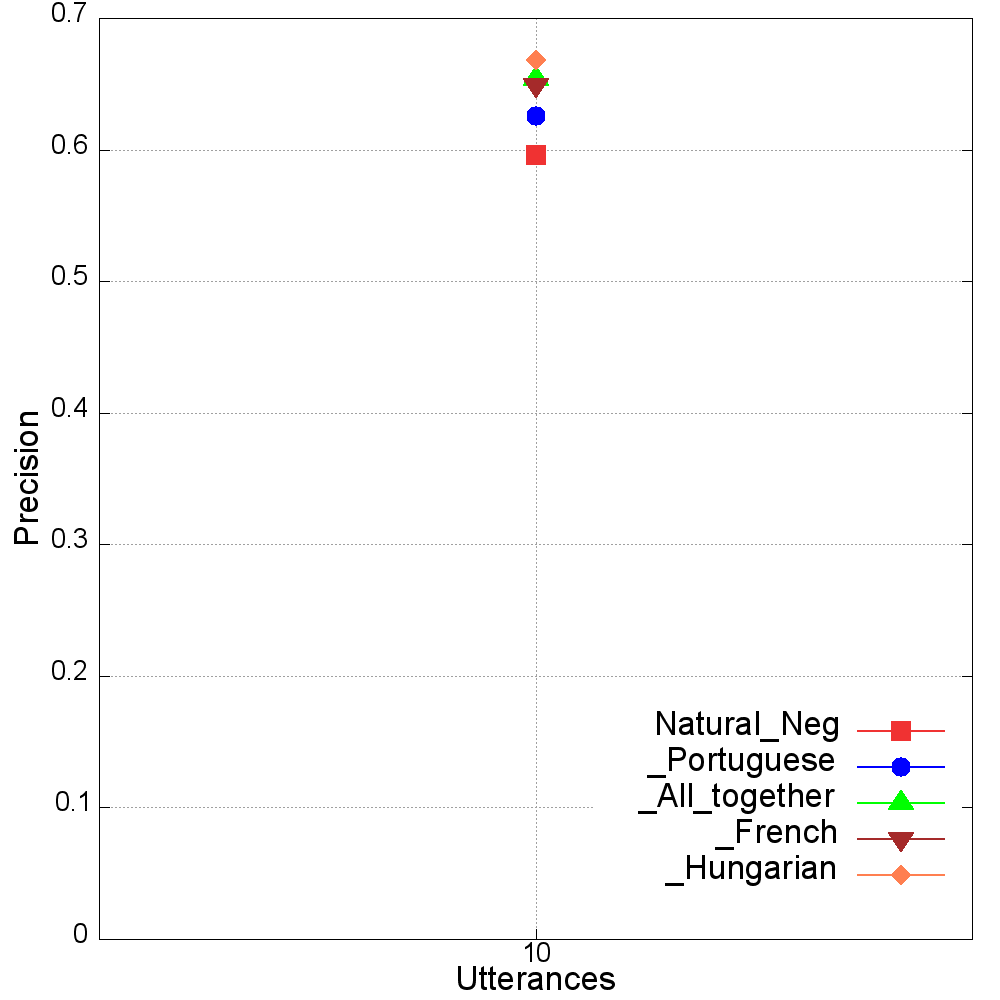 0.7
0.6
0.5
0.4
0.3
0.2
0.1
0
Precision
10
Utterances
Natural_Neg
_Portuguese
_All_together
_French
_Hungarian